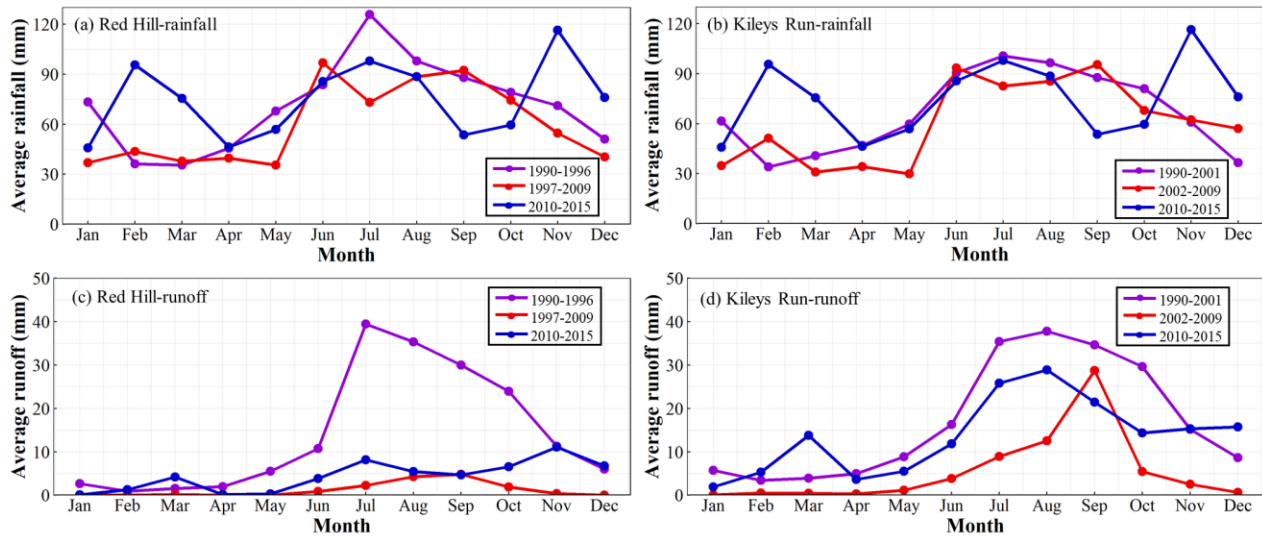 (a) Red Hill-rainfall
Average rainfall (mm)
120
90
60
30
0
1990-1996
1997-2009
2010-2015
Jan Feb Mar Apr May Jun Jul Aug Sep Oct Nov Dec
Month
(b) Kileys Run-rainfall
Average rainfall (mm)
120
90
60
30
0
1990-2001
2002-2009
2010-2015
Jan Feb Mar Apr May Jun Jul Aug Sep Oct Nov Dec
Month
(c) Red Hill-runoff
Average runoff (mm)
50
40
30
20
10
0
1990-1996
1997-2009
2010-2015
Jan Feb Mar Apr May Jun Jul Aug Sep Oct Nov Dec
Month
(d) Kileys Run-runoff
Average runoff (mm)
50
40
30
20
10
0
1990-2001
2002-2009
2010-2015
Jan Feb Mar Apr May Jun Jul Aug Sep Oct Nov Dec
Month